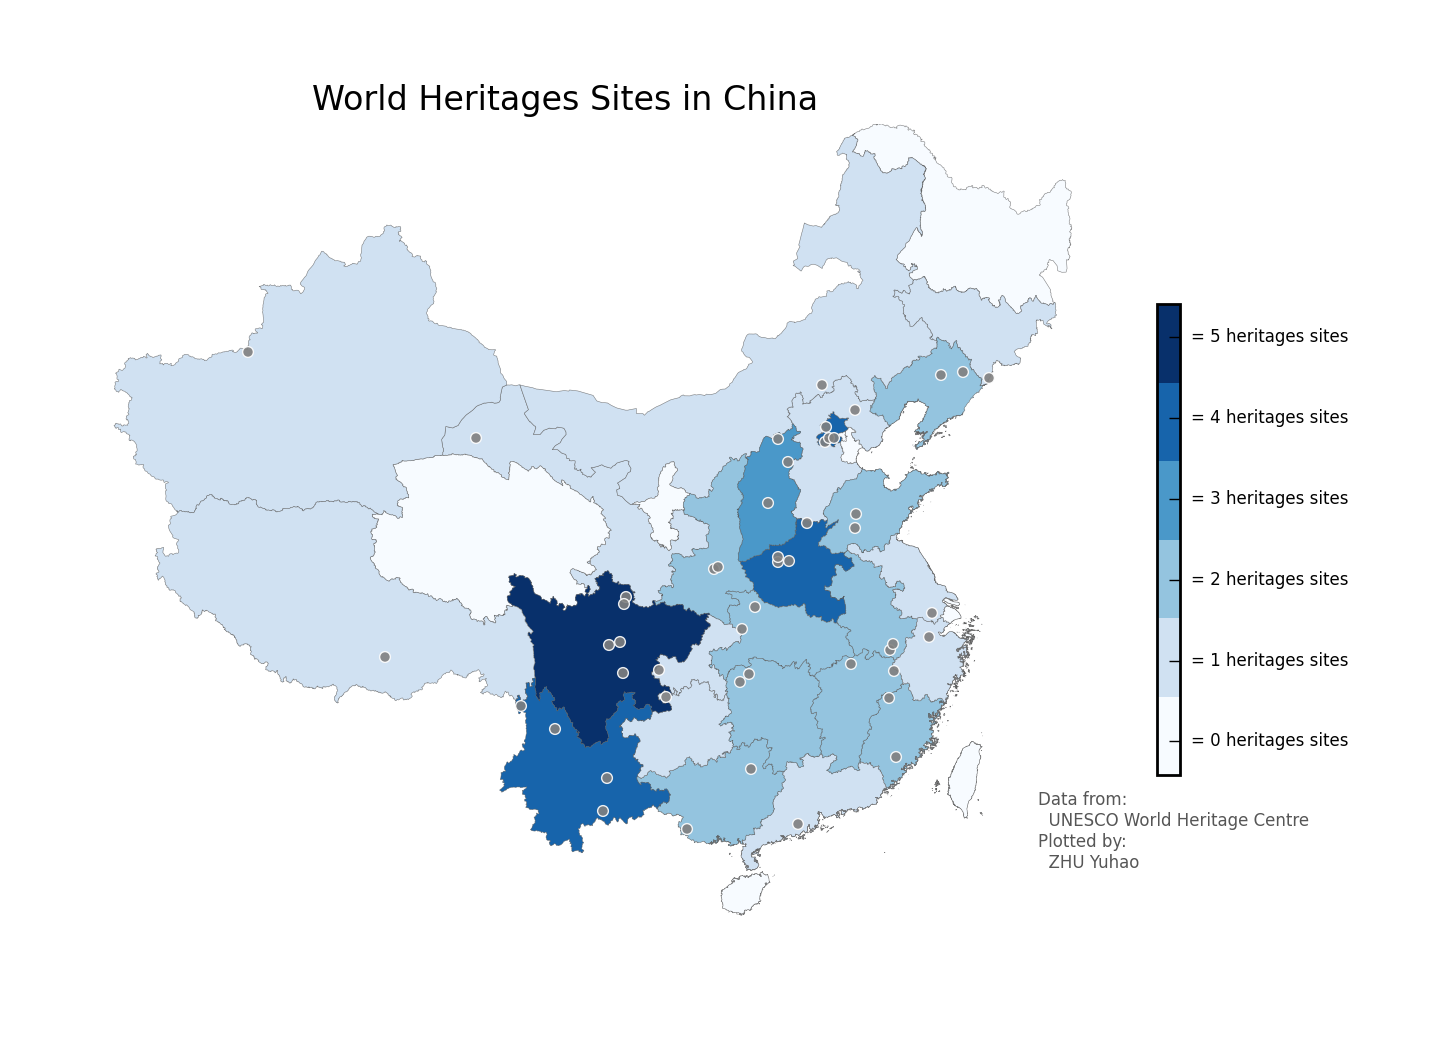 World Heritages Sites in China
= 5 heritages sites
= 4 heritages sites
= 3 heritages sites
= 2 heritages sites
= 1 heritages sites
= 0 heritages sites
Data from:
UNESCO World Heritage Centre
Plotted by:
ZHU Yuhao